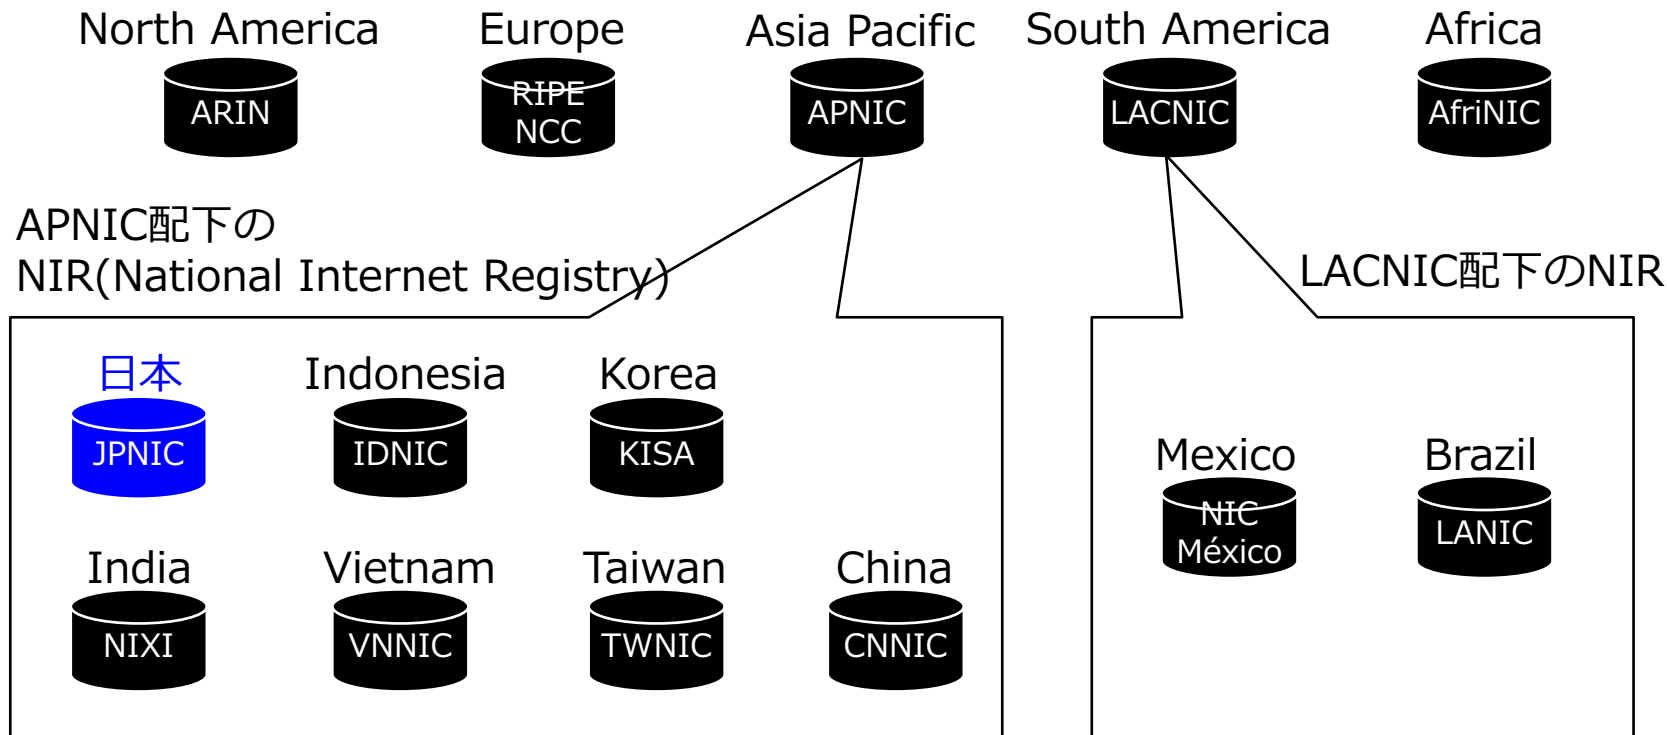 North America
Europe
Asia Pacific
South America
Africa
ARIN
RIPE
NCC
APNIC
LACNIC
AfriNIC
APNIC配下の
NIR(National Internet Registry)
LACNIC配下のNIR
日本
Indonesia
Korea
JPNIC
IDNIC
KISA
Mexico
Brazil
NIC
México
LANIC
India
Vietnam
Taiwan
China
NIXI
VNNIC
TWNIC
CNNIC